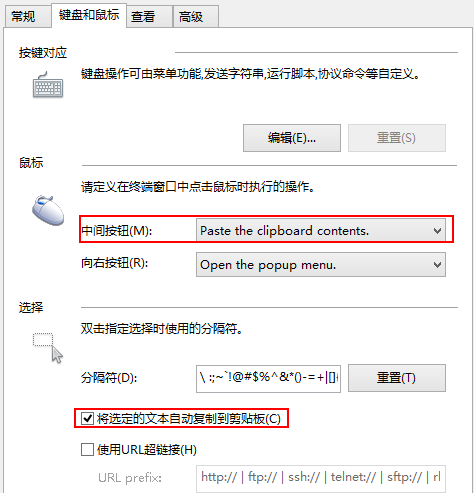 常规 键盘和鼠标 查看 高级
按键对应
键盘操作可由菜单功能,发送字符串,运行脚本,协议命令等自定义。
编辑(E)... 重置(S)
鼠标
请定义在终端窗口中点击鼠标时执行的操作。
中间按钮(M): Paste the clipboard contents.
向右按钮(R): Open the popup menu.
选择
双击指定选择时使用的分隔符。
分隔符(D): \ :;~`!@#$%^&*()-=+|[]{ 重置(T)
将选定的文本自动复制到剪贴板(C)
使用URL超链接(H)
URL prefix: http:// | ftp:// | ssh:// | telnet:// | sftp:// | rl